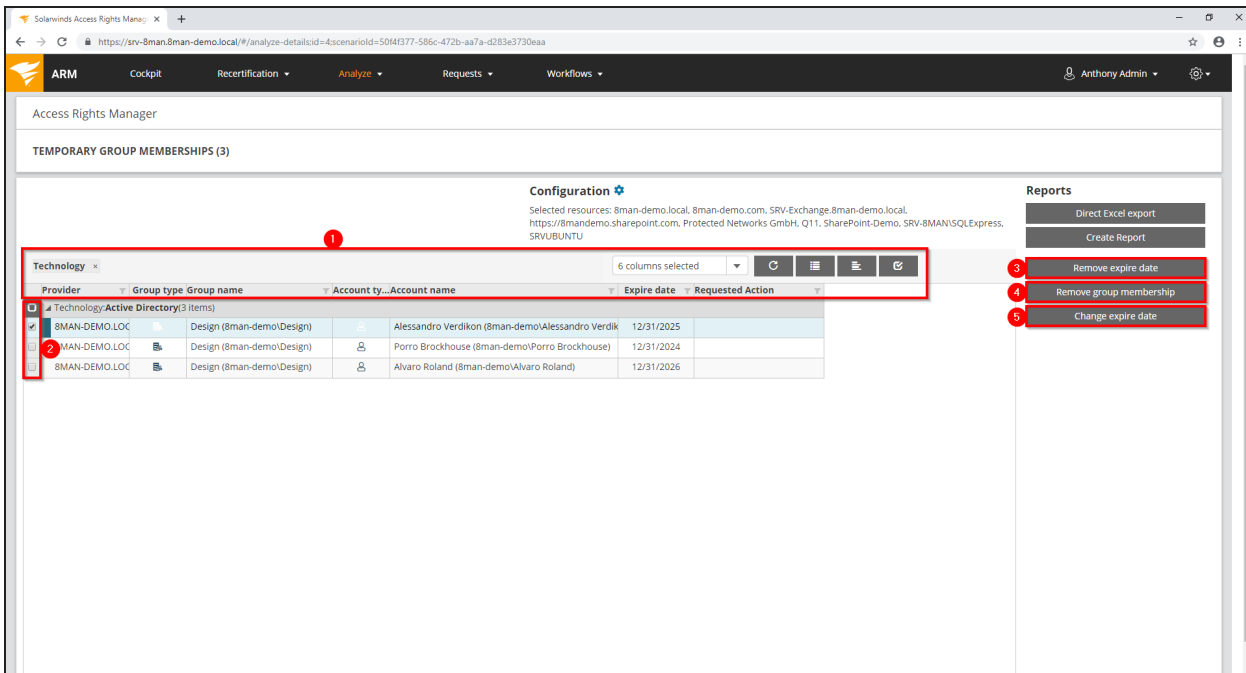 Solarwinds Access Rights Manag × +
https://srv-8man.8man-demo.local/#/analyze-details;id=4;scenarioId=50f4f377-586c-472b-aa7a-d283e3730eaa
ARM Cockpit Recertification Analyze Requests Workflows Anthony Admin
Access Rights Manager
TEMPORARY GROUP MEMBERSHIPS (3)
Configuration
Selected resources: 8man-demo.local, 8man-demo.com, SRV-Exchange.8man-demo.local,
https://8mandemo.sharepoint.com, Protected Networks GmbH, Q11, SharePoint-Demo, SRV-8MAN\SQLExpress,
SRVUBUNTU
Reports
Direct Excel export
Create Report
1
Technology × 6 columns selected
3 Remove expire date
4 Remove group membership
5 Change expire date
Provider Group type Group name Account ty... Account name Expire date Requested Action
Technology:Active Directory(3 items)
8MAN-DEMO.LOC Design (8man-demo\Design) Alessandro Verdikon (8man-demo\Alessandro Verdik 12/31/2025
2 MAN-DEMO.LOC Design (8man-demo\Design) Porro Brockhouse (8man-demo\Porro Brockhouse) 12/31/2024
8MAN-DEMO.LOC Design (8man-demo\Design) Alvaro Roland (8man-demo\Alvaro Roland) 12/31/2026